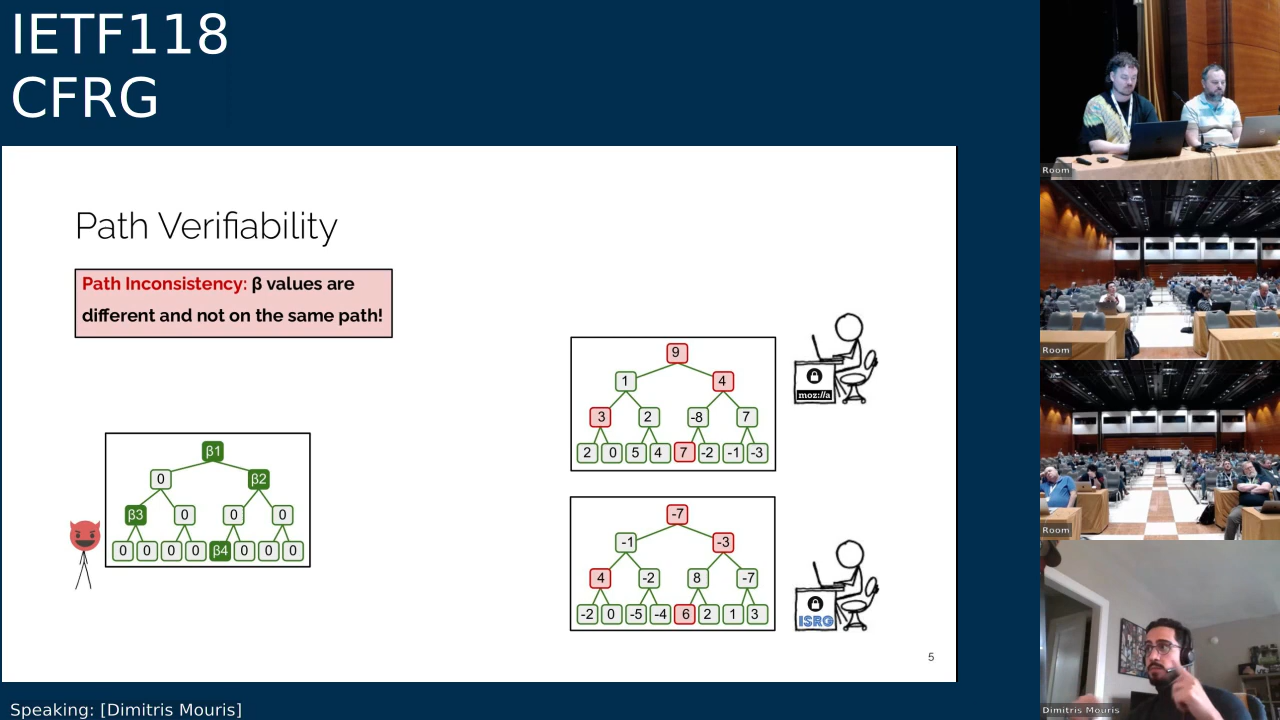 IETF118
CFRG
Path Verifiability
Path Inconsistency: β values are
different and not on the same path!
9
1 4
3 2 -8 7
2 0 5 4 7 -2 -1 -3
moz://a
β1
0 β2
β3 0 0 0
0 0 0 0 β4 0 0 0
-7
-1 -3
4 -2 8 -7
-2 0 -5 -4 6 2 1 3
ISRG
5
Speaking: [Dimitris Mouris]
Room
Room
Room
Dimitris Mouris